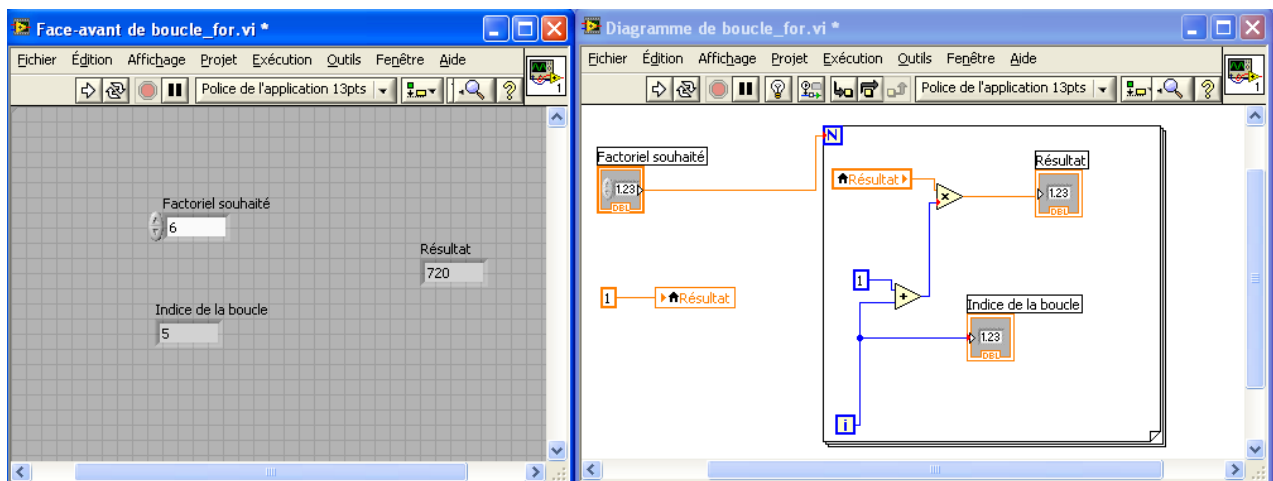 Face-avant de boucle_for.vi *
Fichier Édition Affichage Projet Exécution Outils Fenêtre Aide
Police de l'application 13pts
1
Factoriel souhaité
6
Résultat
720
Indice de la boucle
5
Diagramme de boucle_for.vi *
Fichier Édition Affichage Projet Exécution Outils Fenêtre Aide
Police de l'application 13pts
1
N
Factoriel souhaité
1.23
DBL
Résultat
Résultat
1.23
DBL
1
1 Résultat
Indice de la boucle
1.23
DBL
i